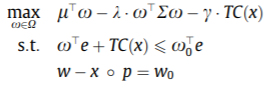 max μ⊤ω − λ · ω⊤Σω − γ · TC(x)
ω∈Ω
s.t. ω⊤e + TC(x) ⩽ ω₀⊤e
w − x ∘ p = w₀